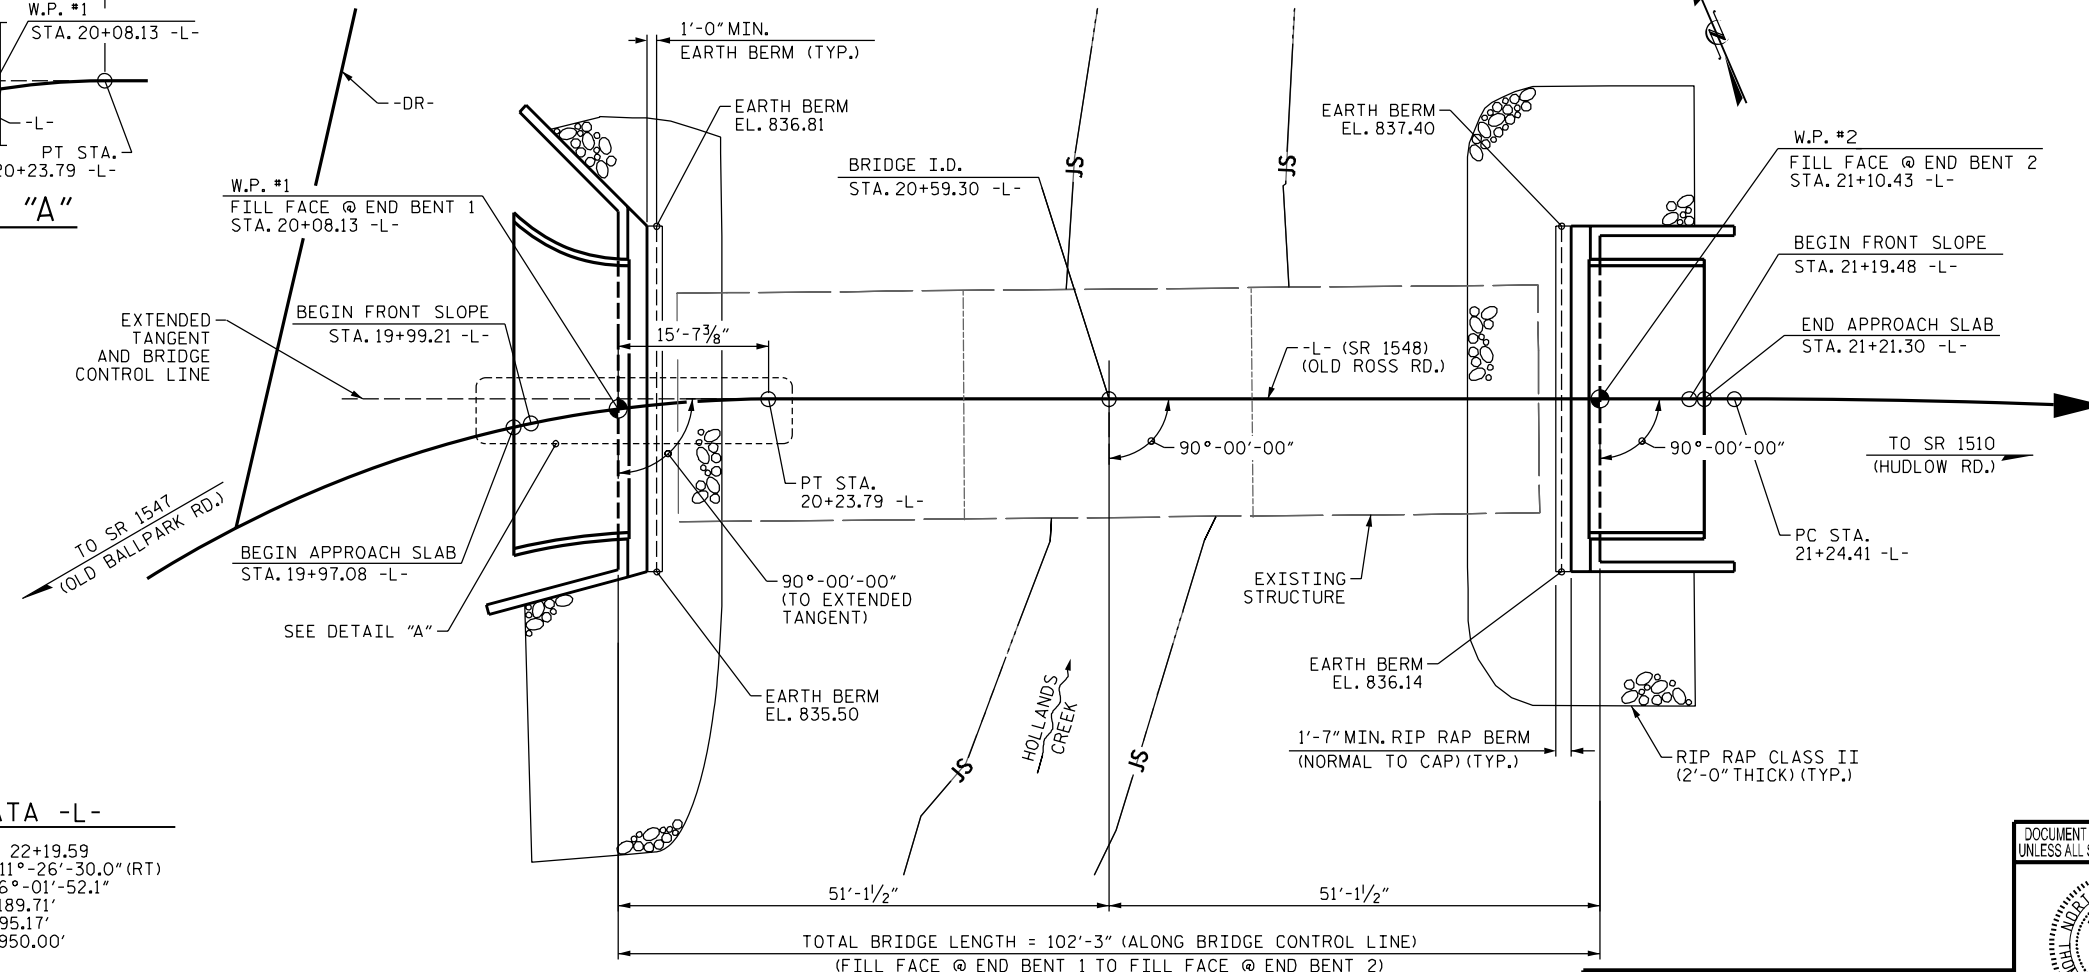 W.P. #1
STA. 20+08.13 -L-
-L-
PT STA.
20+23.79 -L-
"A"
-DR-
1'-0" MIN.
EARTH BERM (TYP.)
EARTH BERM
EL. 836.81
W.P. #1
FILL FACE @ END BENT 1
STA. 20+08.13 -L-
BRIDGE I.D.
STA. 20+59.30 -L-
JS
JS
EARTH BERM
EL. 837.40
N
W.P. #2
FILL FACE @ END BENT 2
STA. 21+10.43 -L-
BEGIN FRONT SLOPE
STA. 21+19.48 -L-
END APPROACH SLAB
STA. 21+21.30 -L-
EXTENDED
TANGENT
AND BRIDGE
CONTROL LINE
BEGIN FRONT SLOPE
STA. 19+99.21 -L-
15'-7⅜"
-L- (SR 1548)
(OLD ROSS RD.)
90°-00'-00"
90°-00'-00"
TO SR 1510
(HUDLOW RD.)
PT STA.
20+23.79 -L-
PC STA.
21+24.41 -L-
TO SR 1547
(OLD BALLPARK RD.)
BEGIN APPROACH SLAB
STA. 19+97.08 -L-
90°-00'-00"
(TO EXTENDED
TANGENT)
EXISTING
STRUCTURE
SEE DETAIL "A"
EARTH BERM
EL. 835.50
HOLLANDS
CREEK
JS
JS
EARTH BERM
EL. 836.14
1'-7" MIN. RIP RAP BERM
(NORMAL TO CAP) (TYP.)
RIP RAP CLASS II
(2'-0" THICK) (TYP.)
ATA -L-
22+19.59
11°-26'-30.0" (RT)
6°-01'-52.1"
189.71'
95.17'
950.00'
51'-1½"
51'-1½"
TOTAL BRIDGE LENGTH = 102'-3" (ALONG BRIDGE CONTROL LINE)
(FILL FACE @ END BENT 1 TO FILL FACE @ END BENT 2)
DOCUMENT
UNLESS ALL S